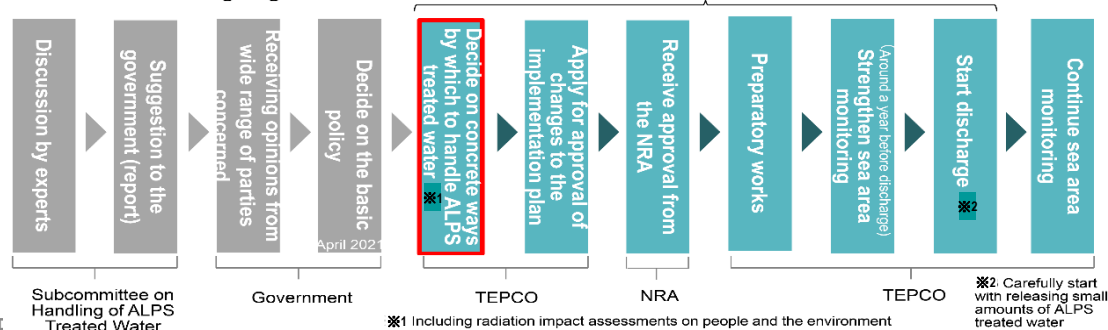 Discussion by experts
Suggestion to the
government (report)
Receiving opinions from
wide range of parties
concerned
Decide on the basic
policy
April 2021
Decide on concrete ways
by which to handle ALPS
treated water
※1
Apply for approval of
changes to the
implementation plan
Receive approval from
the NRA
Preparatory works
(Around a year before discharge)
Strengthen sea area
monitoring
Start discharge
※2
Continue sea area
monitoring
Subcommittee on
Handling of ALPS
Treated Water
Government
TEPCO
NRA
TEPCO
※2: Carefully start
with releasing small
amounts of ALPS
treated water
※1 Including radiation impact assessments on people and the environment